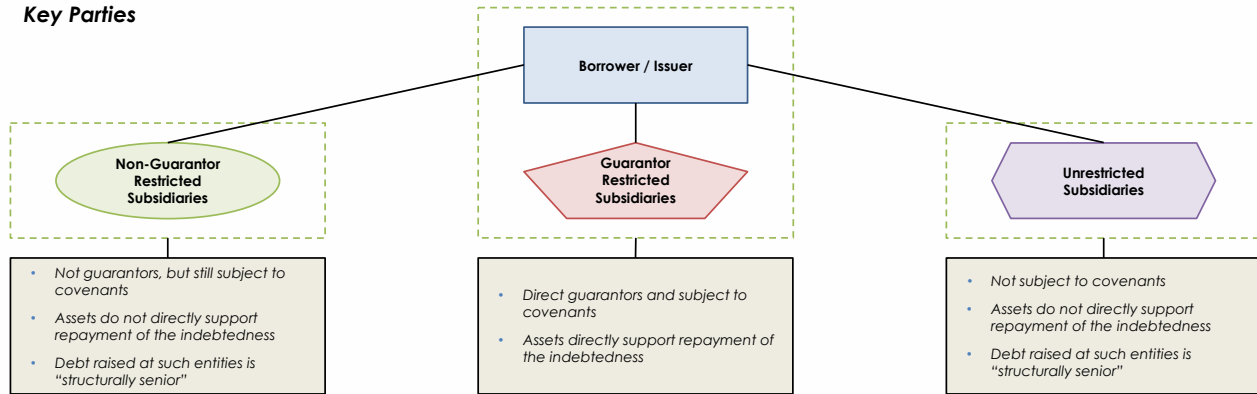 Key Parties
Borrower / Issuer
Non-Guarantor
Restricted
Subsidiaries
Guarantor
Restricted
Subsidiaries
Unrestricted
Subsidiaries
• Not guarantors, but still subject to
covenants
• Assets do not directly support
repayment of the indebtedness
• Debt raised at such entities is
“structurally senior”
• Direct guarantors and subject to
covenants
• Assets directly support repayment of
the indebtedness
• Not subject to covenants
• Assets do not directly support
repayment of the indebtedness
• Debt raised at such entities is
“structurally senior”